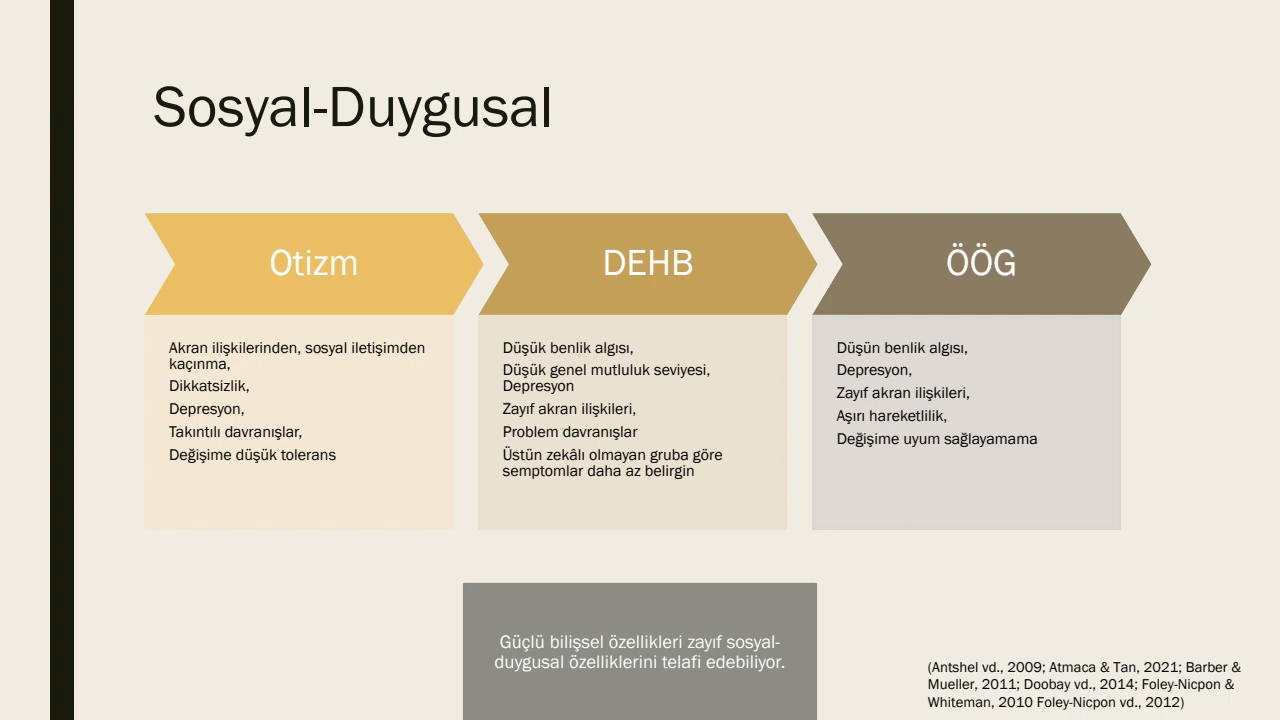 Sosyal-Duygusal
Otizm
Akran ilişkilerinden, sosyal iletişimden
kaçınma,
Dikkatsizlik,
Depresyon,
Takıntılı davranışlar,
Değişime düşük tolerans
DEHB
Düşük benlik algısı,
Düşük genel mutluluk seviyesi,
Depresyon
Zayıf akran ilişkileri,
Problem davranışlar
Üstün zekâlı olmayan gruba göre
semptomlar daha az belirgin
ÖÖG
Düşün benlik algısı,
Depresyon,
Zayıf akran ilişkileri,
Aşırı hareketlilik,
Değişime uyum sağlayamama
Güçlü bilişsel özellikleri zayıf sosyal-
duygusal özelliklerini telafi edebiliyor.
(Antshel vd., 2009; Atmaca & Tan, 2021; Barber &
Mueller, 2011; Doobay vd., 2014; Foley-Nicpon &
Whiteman, 2010 Foley-Nicpon vd., 2012)